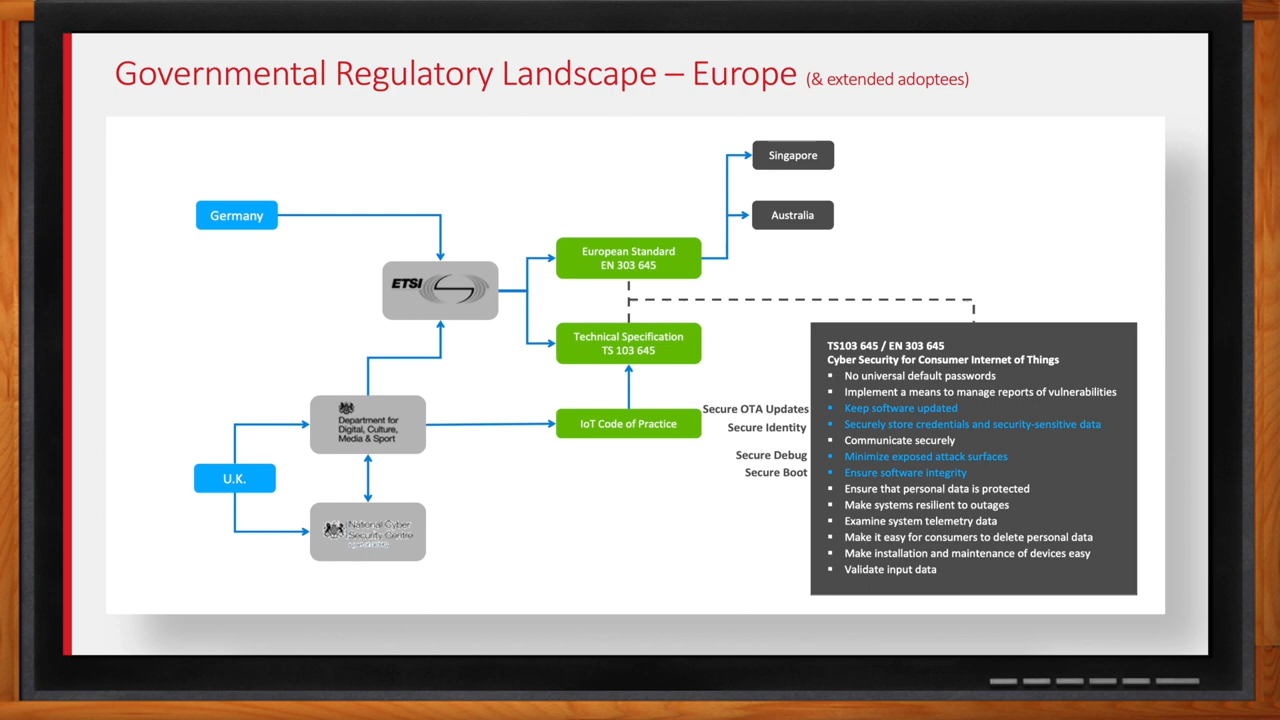 Governmental Regulatory Landscape – Europe (& extended adoptees)
Singapore
Germany
Australia
European Standard
EN 303 645
ETSI
Technical Specification
TS 103 645
TS103 645 / EN 303 645
Cyber Security for Consumer Internet of Things
▪ No universal default passwords
▪ Implement a means to manage reports of vulnerabilities
▪ Keep software updated
▪ Securely store credentials and security-sensitive data
▪ Communicate securely
▪ Minimize exposed attack surfaces
▪ Ensure software integrity
▪ Ensure that personal data is protected
▪ Make systems resilient to outages
▪ Examine system telemetry data
▪ Make it easy for consumers to delete personal data
▪ Make installation and maintenance of devices easy
▪ Validate input data
Secure OTA Updates
Secure Identity
Secure Debug
Secure Boot
Department for
Digital, Culture,
Media & Sport
IoT Code of Practice
U.K.
National Cyber
Security Centre